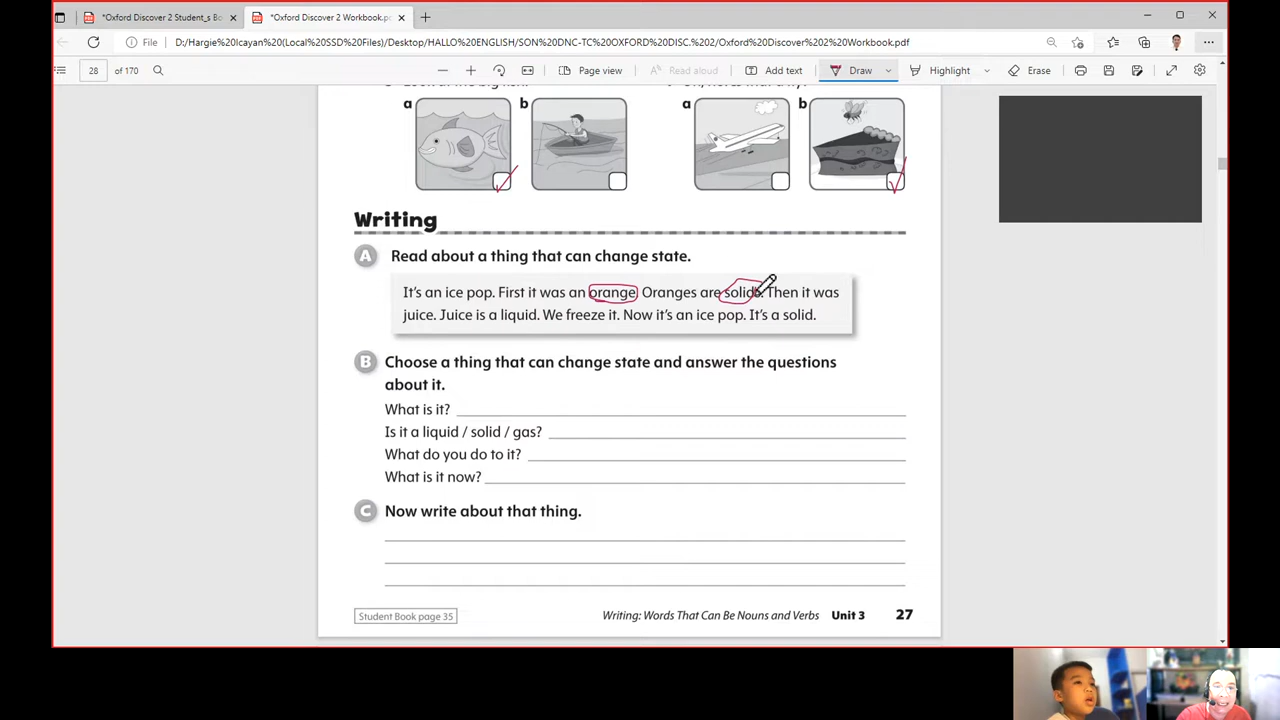 *Oxford Discover 2 Student_s Bo
*Oxford Discover 2 Workbook.pd
File
D:/Hargie%20Icayan%20(Local%20SSD%20Files)/Desktop/HALLO%20ENGLISH/SON%20DNC-TC%20OXFORD%20DISC.%202/Oxford%20Discover%202%20Workbook.pdf
28 of 170
Page view
Read aloud
Add text
Draw
Highlight
Erase
a b a b
Writing
A Read about a thing that can change state.
It's an ice pop. First it was an orange. Oranges are solids. Then it was
juice. Juice is a liquid. We freeze it. Now it's an ice pop. It's a solid.
B Choose a thing that can change state and answer the questions
about it.
What is it?
Is it a liquid / solid / gas?
What do you do to it?
What is it now?
C Now write about that thing.
Student Book page 35
Writing: Words That Can Be Nouns and Verbs Unit 3 27